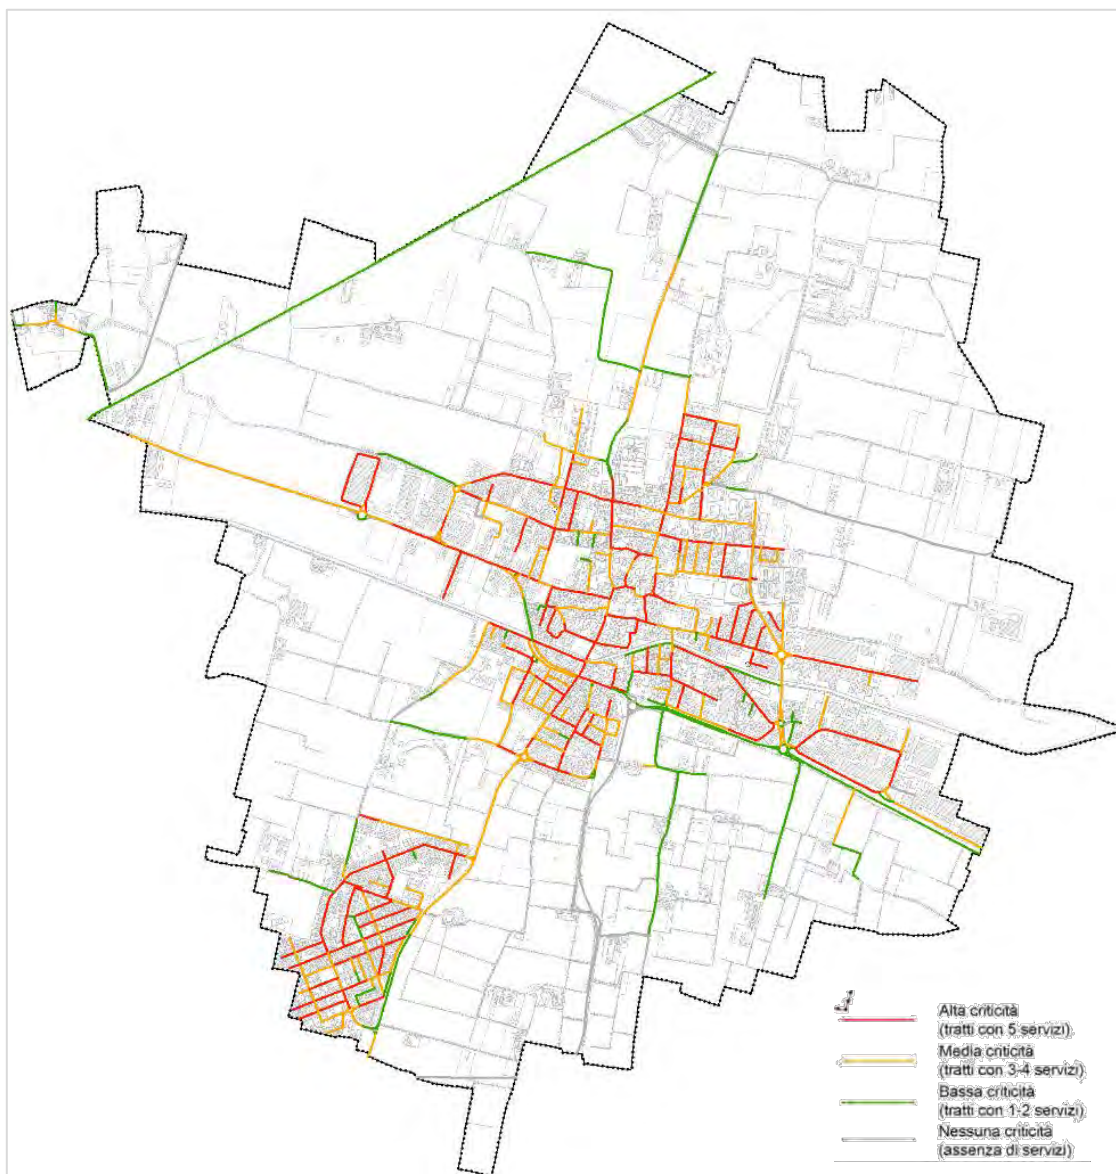 Alta criticità
(tratti con 5 servizi)
Media criticità
(tratti con 3-4 servizi)
Bassa criticità
(tratti con 1-2 servizi)
Nessuna criticità
(assenza di servizi)